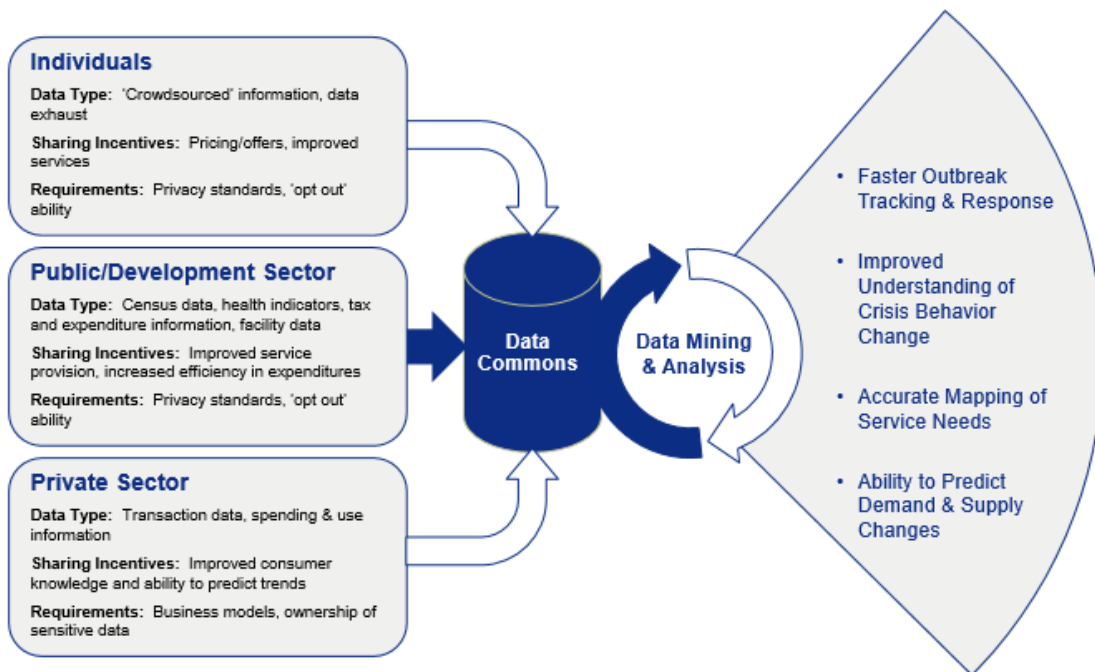 Individuals
Data Type: 'Crowdsourced' information, data
exhaust
Sharing Incentives: Pricing/offers, improved
services
Requirements: Privacy standards, 'opt out'
ability
Public/Development Sector
Data Type: Census data, health indicators, tax
and expenditure information, facility data
Sharing Incentives: Improved service
provision, increased efficiency in expenditures
Requirements: Privacy standards, 'opt out'
ability
Private Sector
Data Type: Transaction data, spending & use
information
Sharing Incentives: Improved consumer
knowledge and ability to predict trends
Requirements: Business models, ownership of
sensitive data
Data
Commons
Data Mining
& Analysis
• Faster Outbreak
Tracking & Response
• Improved
Understanding of
Crisis Behavior
Change
• Accurate Mapping of
Service Needs
• Ability to Predict
Demand & Supply
Changes